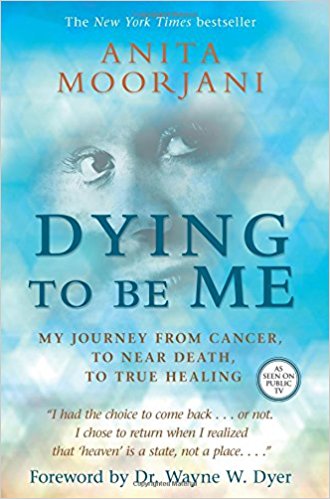 The New York Times bestseller
ANITA
MOORJANI
DYING
TO BE ME
MY JOURNEY FROM CANCER,
TO NEAR DEATH,
TO TRUE HEALING
AS
SEEN ON
PUBLIC
TV
“I had the choice to come back . . . or not.
I chose to return when I realized
that ‘heaven’ is a state, not a place. . . .”
Foreword by Dr. Wayne W. Dyer